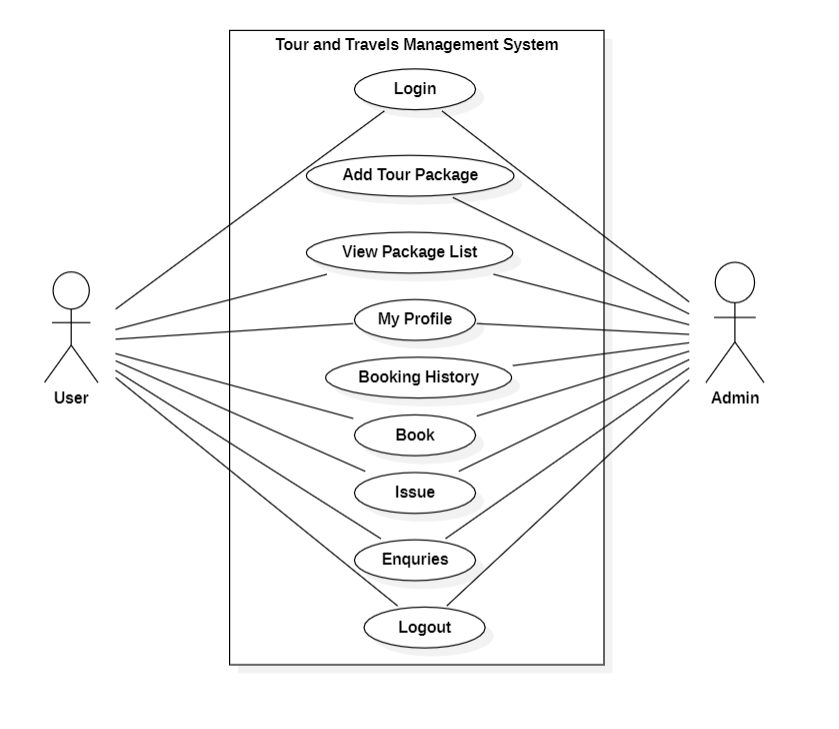 Tour and Travels Management System
Login
Add Tour Package
View Package List
My Profile
Booking History
User
Admin
Book
Issue
Enquries
Logout